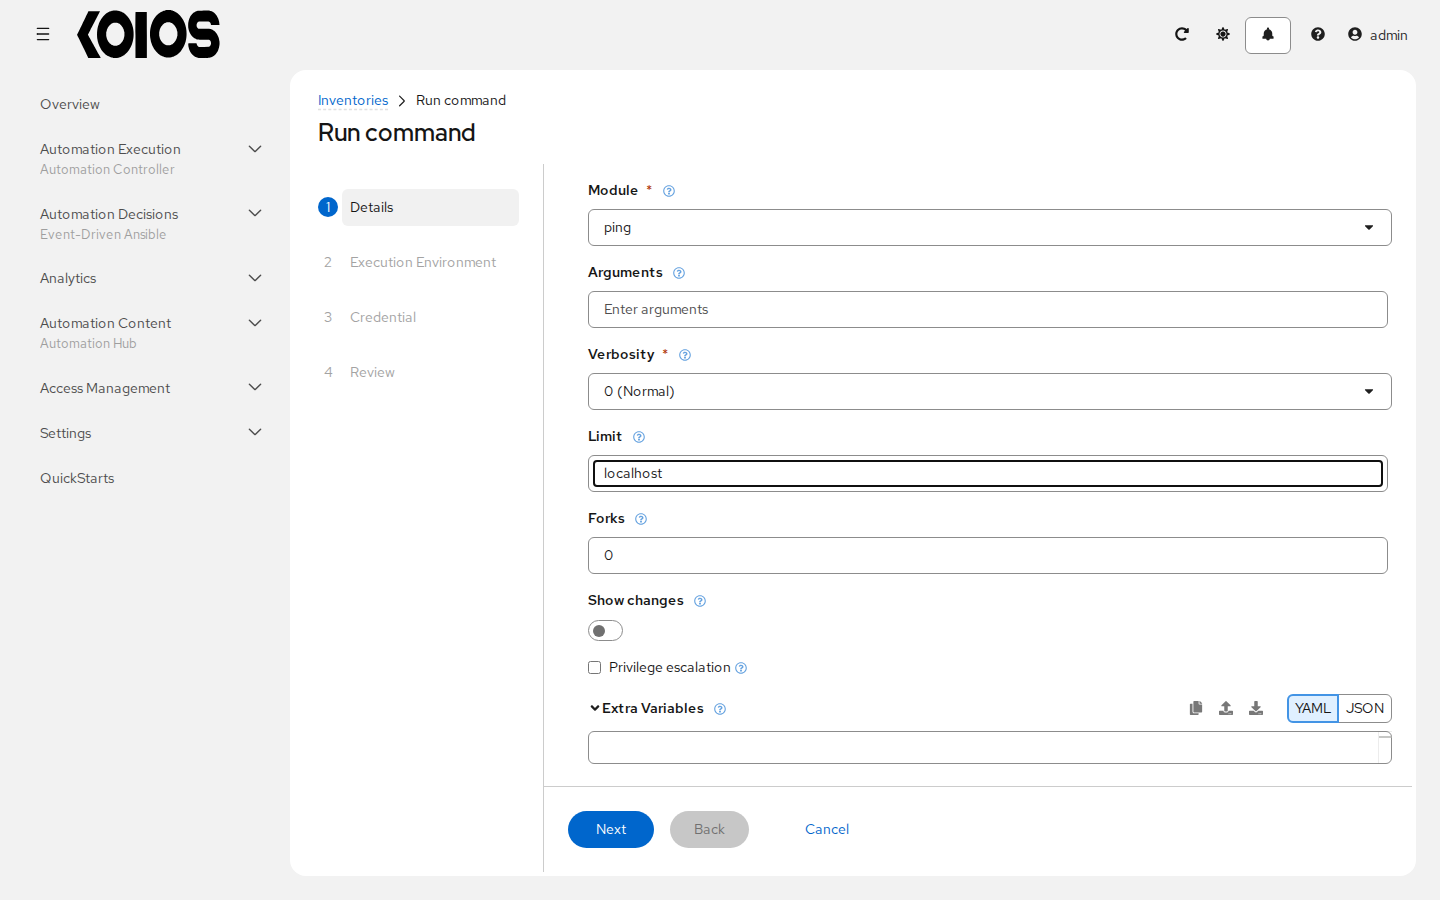 KOIOS
admin
Overview
Automation Execution
Automation Controller
Automation Decisions
Event-Driven Ansible
Analytics
Automation Content
Automation Hub
Access Management
Settings
QuickStarts
Inventories
Run command
Run command
1 Details
2 Execution Environment
3 Credential
4 Review
Module *
ping
Arguments
Enter arguments
Verbosity *
0 (Normal)
Limit
localhost
Forks
0
Show changes
Privilege escalation
Extra Variables
YAML JSON
Next Back Cancel